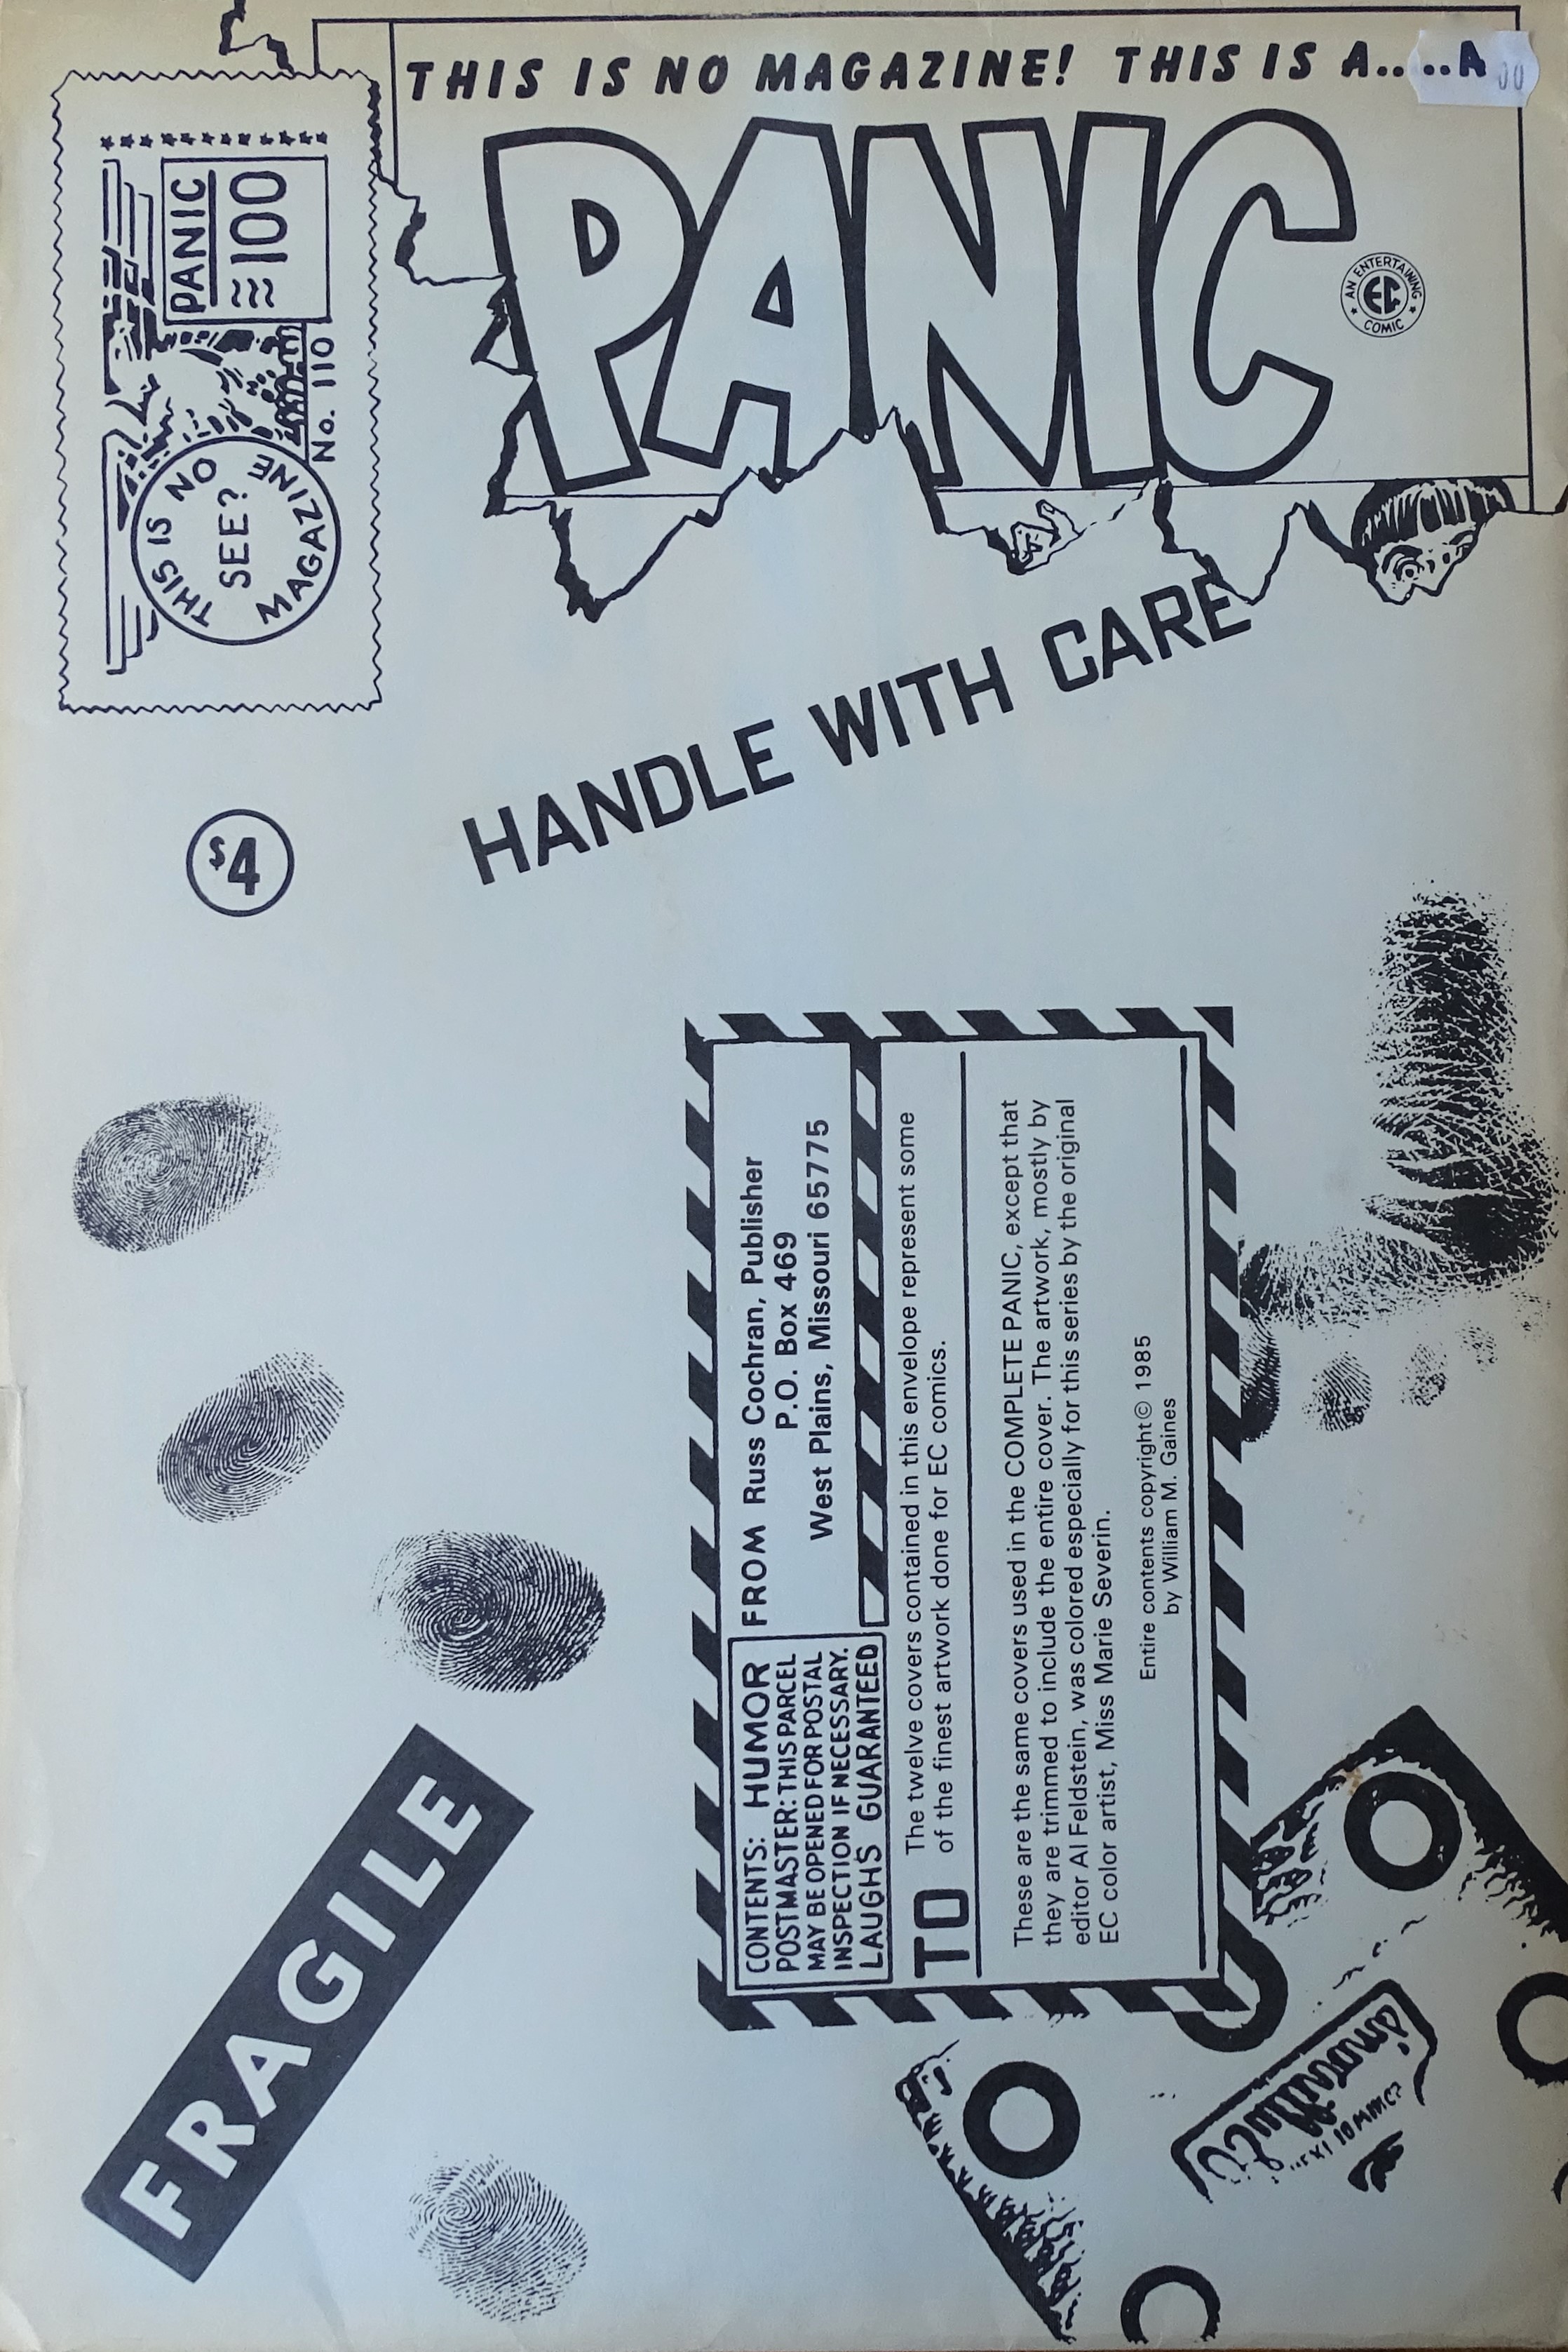 THIS IS NO MAGAZINE! THIS IS A.. ..A
PANIC
AN ENTERTAINING
EC
COMIC
PANIC
100
No. 110
THIS IS NO
SEE?
MAGAZINE
HANDLE WITH CARE
$4
CONTENTS: HUMOR
POSTMASTER: THIS PARCEL
MAY BE OPENED FOR POSTAL
INSPECTION IF NECESSARY.
LAUGHS GUARANTEED
FROM Russ Cochran, Publisher
P.O. Box 469
West Plains, Missouri 65775
TO The twelve covers contained in this envelope represent some
of the finest artwork done for EC comics.
These are the same covers used in the COMPLETE PANIC, except that
they are trimmed to include the entire cover. The artwork, mostly by
editor Al Feldstein, was colored especially for this series by the original
EC color artist, Miss Marie Severin.
Entire contents copyright © 1985
by William M. Gaines
FRAGILE